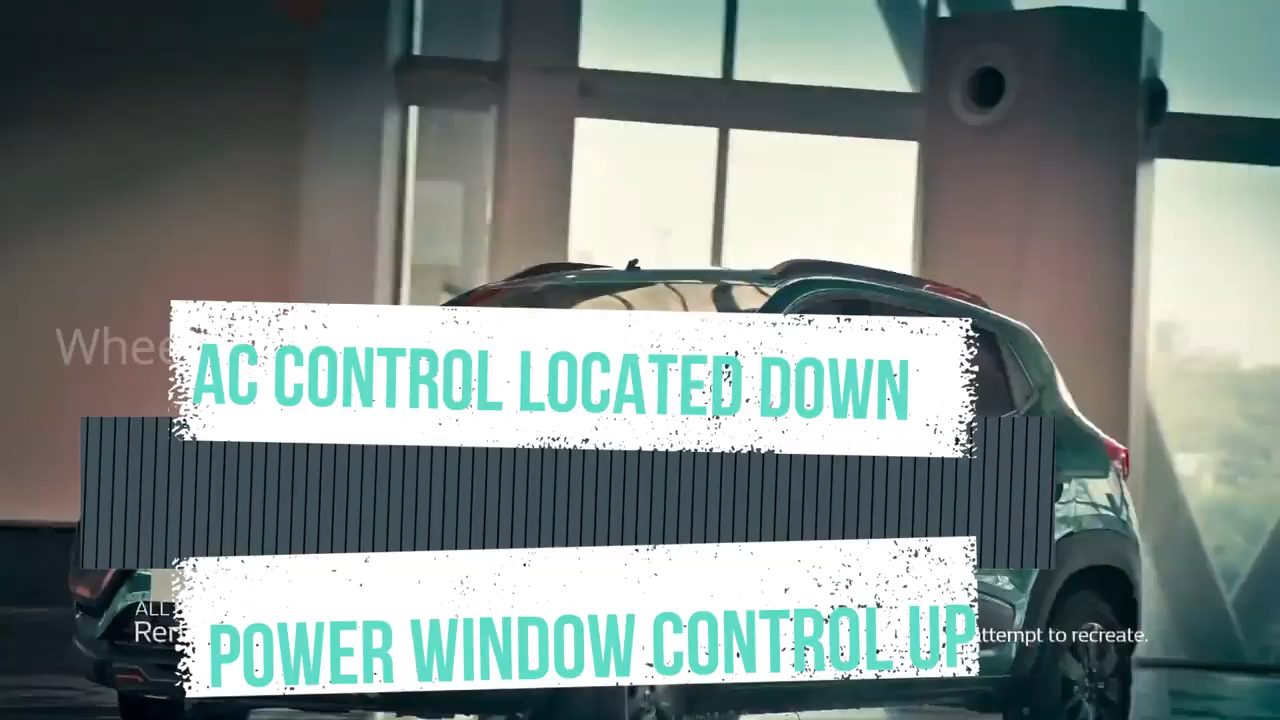 AC CONTROL LOCATED DOWN
POWER WINDOW CONTROL UP
attempt to recreate.